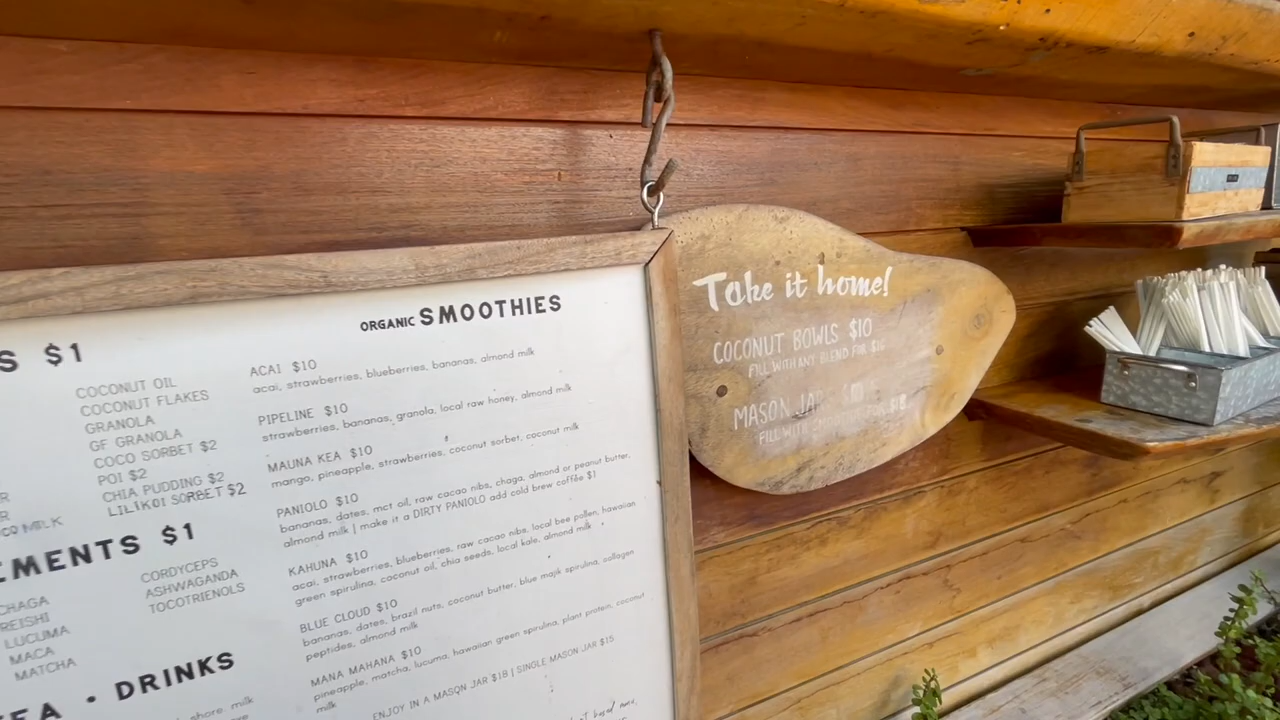 S $1
COCONUT OIL
COCONUT FLAKES
GRANOLA
GF GRANOLA
COCO SORBET $2
POI $2
CHIA PUDDING $2
LILIKOI SORBET $2
MILK
EMENTS $1
CHAGA
REISHI
LUCUMA
MACA
MATCHA
CORDYCEPS
ASHWAGANDA
TOCOTRIENOLS
• DRINKS
shore, milk
ORGANIC SMOOTHIES
ACAI $10
acai, strawberries, blueberries, bananas, almond milk
PIPELINE $10
strawberries, bananas, granola, local raw honey, almond milk
MAUNA KEA $10
mango, pineapple, strawberries, coconut sorbet, coconut milk
PANIOLO $10
bananas, dates, mct oil, raw cacao nibs, chaga, almond or peanut butter,
almond milk | make it a DIRTY PANIOLO add cold brew coffee $1
KAHUNA $10
acai, strawberries, blueberries, raw cacao nibs, local bee pollen, hawaiian
green spirulina, coconut oil, chia seeds, local kale, almond milk
BLUE CLOUD $10
bananas, dates, brazil nuts, coconut butter, blue majik spirulina, collagen
peptides, almond milk
MANA MAHANA $10
pineapple, matcha, lucuma, hawaiian green spirulina, plant protein, coconut
milk
ENJOY IN A MASON JAR $18 | SINGLE MASON JAR $15
Take it home!
COCONUT BOWLS $10
FILL WITH ANY BLEND FOR
MASON JAR $10
FILL WITH FOR $18